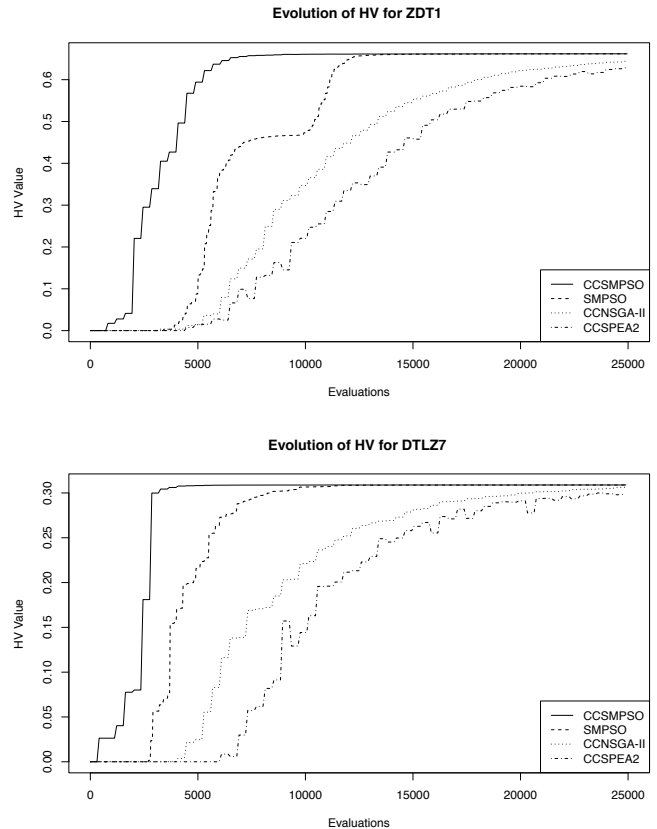 Evolution of HV for ZDT1
HV Value
0.6
0.5
0.4
0.3
0.2
0.1
0.0
CCSMPSO
SMPSO
CCNSGA-II
CCSPEA2
0 5000 10000 15000 20000 25000
Evaluations
Evolution of HV for DTLZ7
HV Value
0.30
0.25
0.20
0.15
0.10
0.05
0.00
CCSMPSO
SMPSO
CCNSGA-II
CCSPEA2
0 5000 10000 15000 20000 25000
Evaluations